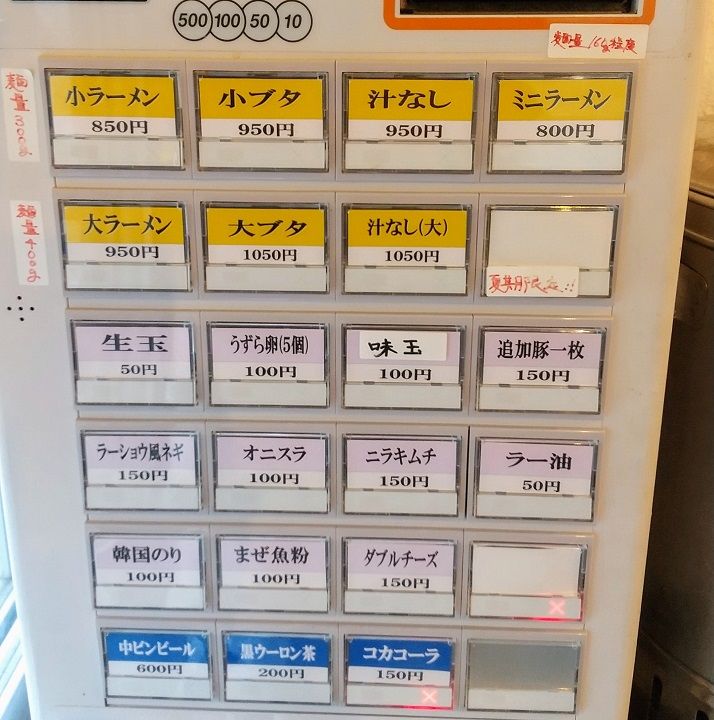 500 100 50 10
麺量 16g程度
麺量300g
小ラーメン
850円
小ブタ
950円
汁なし
950円
ミニラーメン
800円
麺量400g
大ラーメン
950円
大ブタ
1050円
汁なし(大)
1050円
夏期限定!!
生玉
50円
うずら卵(5個)
100円
味玉
100円
追加豚一枚
150円
ラーショウ風ネギ
150円
オニスラ
100円
ニラキムチ
150円
ラー油
50円
韓国のり
100円
まぜ魚粉
100円
ダブルチーズ
150円
中ビンビール
600円
黒ウーロン茶
200円
コカコーラ
150円